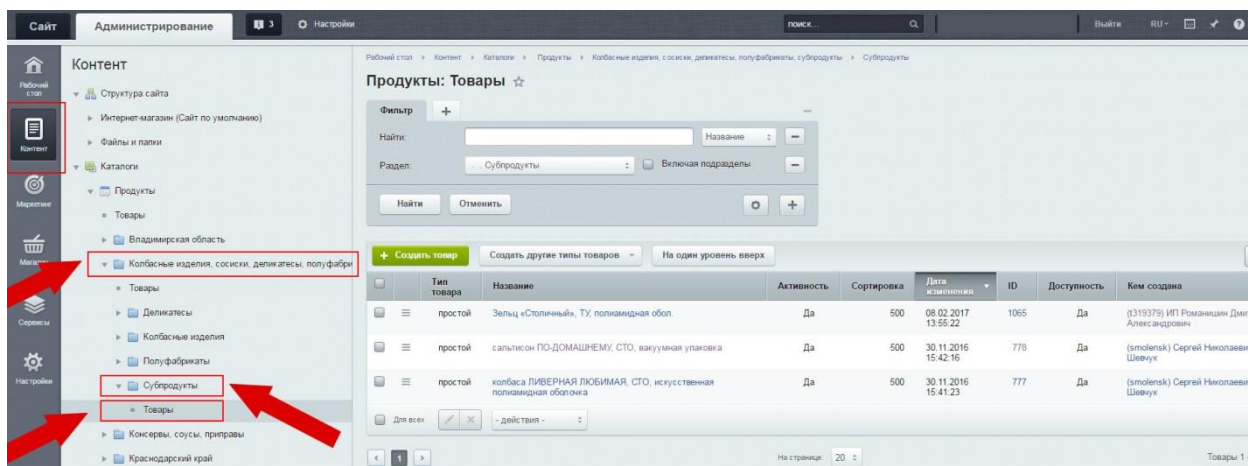 Сайт
Администрирование
3
Настройки
поиск...
Выйти
RU
Рабочий стол
Контент
Маркетинг
Сервисы
Настройки
Контент
Структура сайта
Интернет-магазин (Сайт по умолчанию)
Файлы и папки
Каталоги
Продукты
Товары
Владимирская область
Колбасные изделия, сосиски, деликатесы, полуфабри
Товары
Деликатесы
Колбасные изделия
Полуфабрикаты
Субпродукты
Товары
Консервы, соусы, приправы
Краснодарский край
Рабочий стол Контент Каталоги Продукты Колбасные изделия, сосиски, деликатесы, полуфабрикаты, субпродукты Субпродукты
Продукты: Товары
Фильтр +
Найти: Название
Раздел: . . Субпродукты Включая подразделы
Найти Отменить
+ Создать товар Создать другие типы товаров На один уровень вверх
Тип товара Название Активность Сортировка Дата изменения ID Доступность Кем создана
простой Зельц «Столичный», ТУ, полиамидная обол. Да 500 08.02.2017 13:55:22 1065 Да (t319379) ИП Романишин Дми Александрович
простой сальтисон ПО-ДОМАШНЕМУ, СТО, вакуумная упаковка Да 500 30.11.2016 15:42:16 778 Да (smolensk) Сергей Николаеви Шевчук
простой колбаса ЛИВЕРНАЯ ЛЮБИМАЯ, СТО, искусственная полиамидная оболочка Да 500 30.11.2016 15:41:23 777 Да (smolensk) Сергей Николаеви Шевчук
Для всех - действия -
1
На странице: 20
Товары 1